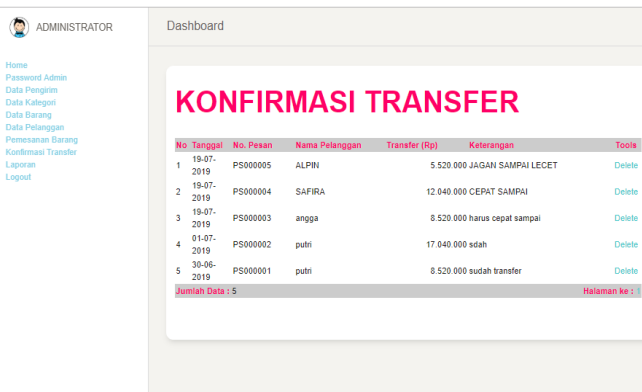 ADMINISTRATOR
Dashboard
Home
Password Admin
Data Pengirim
Data Kategori
Data Barang
Data Pelanggan
Pemesanan Barang
Konfirmasi Transfer
Laporan
Logout
KONFIRMASI TRANSFER
No Tanggal No. Pesan Nama Pelanggan Transfer (Rp) Keterangan Tools
1 19-07-2019 PS000005 ALPIN 5.520.000 JAGAN SAMPAI LECET Delete
2 19-07-2019 PS000004 SAFIRA 12.040.000 CEPAT SAMPAI Delete
3 19-07-2019 PS000003 angga 8.520.000 harus cepat sampai Delete
4 01-07-2019 PS000002 putri 17.040.000 sdah Delete
5 30-06-2019 PS000001 putri 8.520.000 sudah transfer Delete
Jumlah Data : 5 Halaman ke : 1